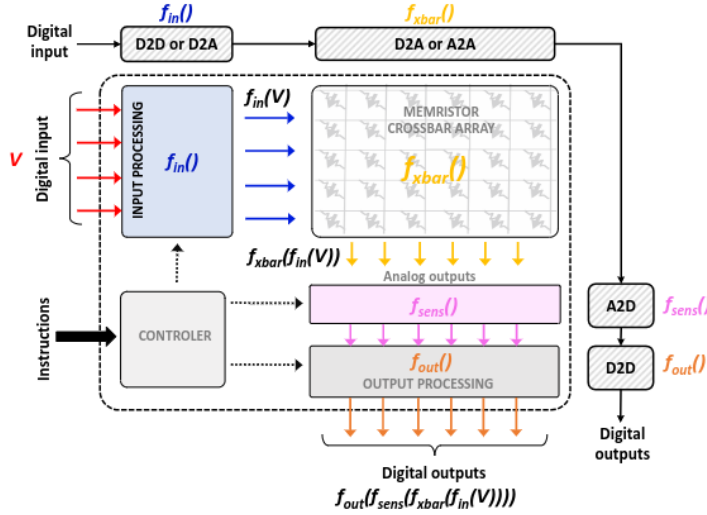 f_in()
f_xbar()
Digital
input
D2D or D2A
D2A or A2A
V
Digital input
INPUT PROCESSING
f_in()
f_in(V)
MEMRISTOR
CROSSBAR ARRAY
f_xbar()
f_xbar(f_in(V))
Analog outputs
Instructions
CONTROLER
f_sens()
f_out()
OUTPUT PROCESSING
A2D
f_sens()
D2D
f_out()
Digital
outputs
Digital outputs
f_out(f_sens(f_xbar(f_in(V))))